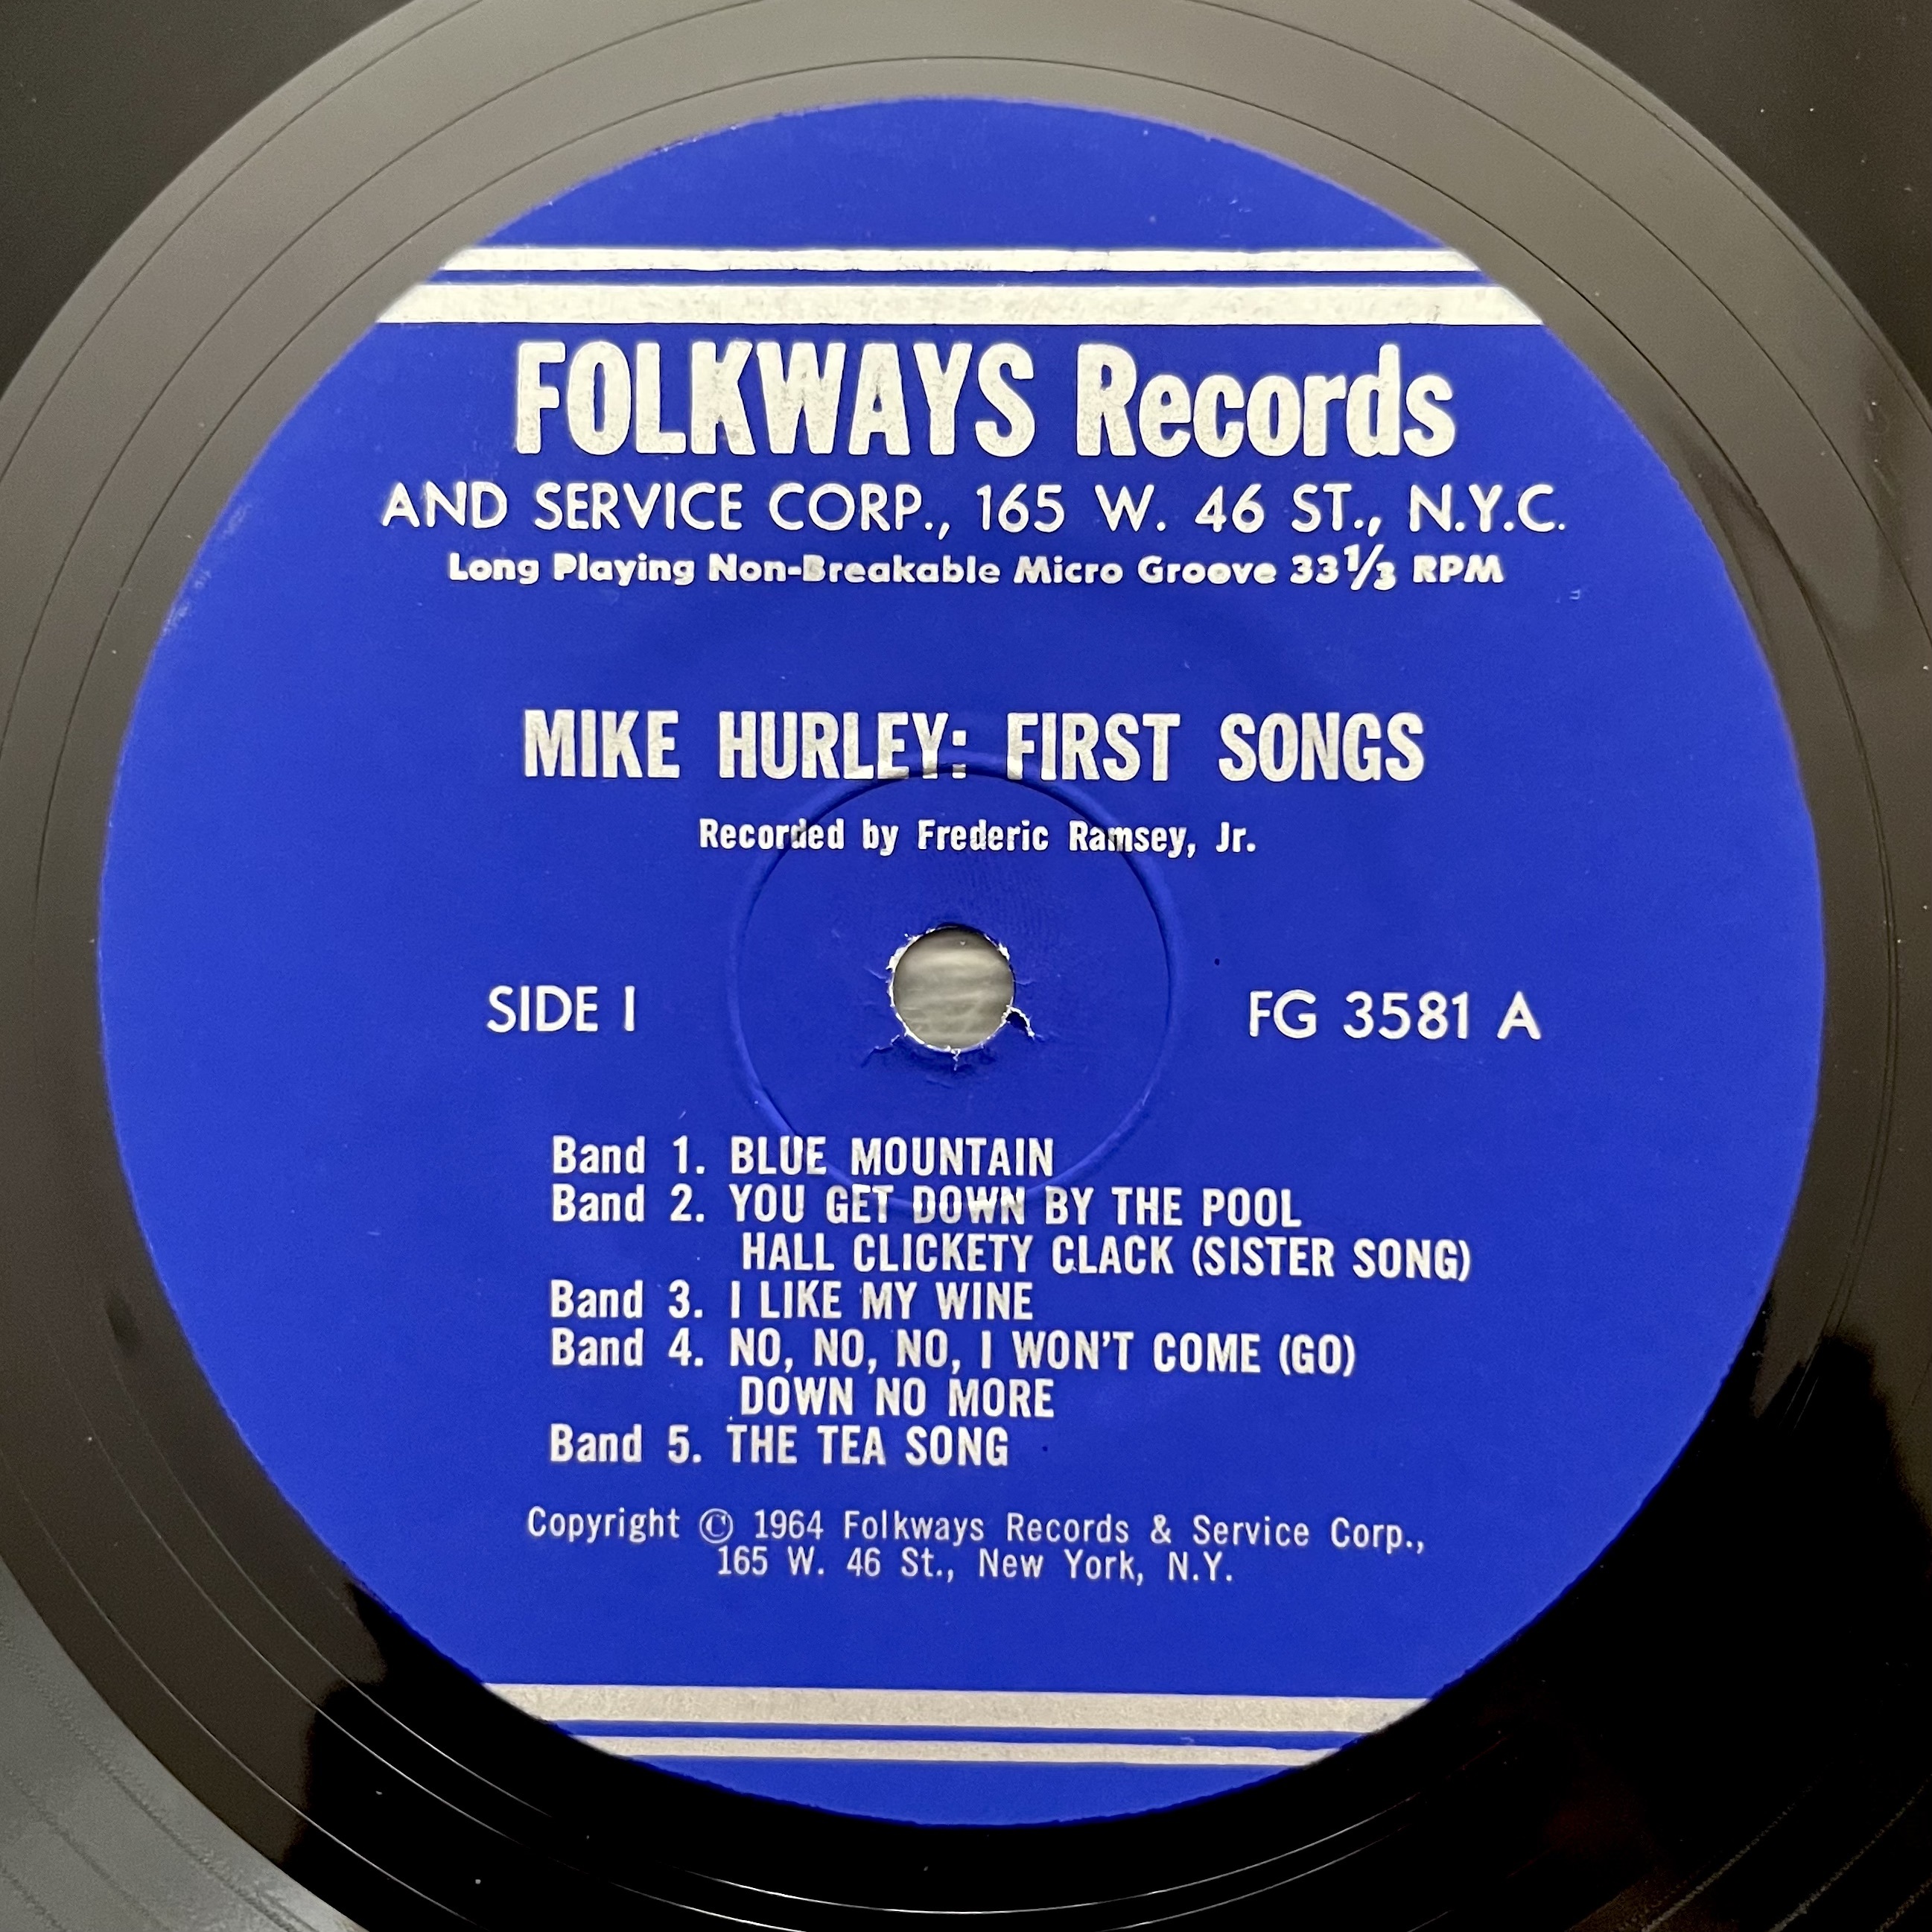 FOLKWAYS Records
AND SERVICE CORP., 165 W. 46 ST., N.Y.C.
Long Playing Non-Breakable Micro Groove 33 1/3 RPM
MIKE HURLEY: FIRST SONGS
Recorded by Frederic Ramsey, Jr.
SIDE I
FG 3581 A
Band 1. BLUE MOUNTAIN
Band 2. YOU GET DOWN BY THE POOL
HALL CLICKETY CLACK (SISTER SONG)
Band 3. I LIKE MY WINE
Band 4. NO, NO, NO, I WON'T COME (GO)
DOWN NO MORE
Band 5. THE TEA SONG
Copyright © 1964 Folkways Records & Service Corp.,
165 W. 46 St., New York, N.Y.